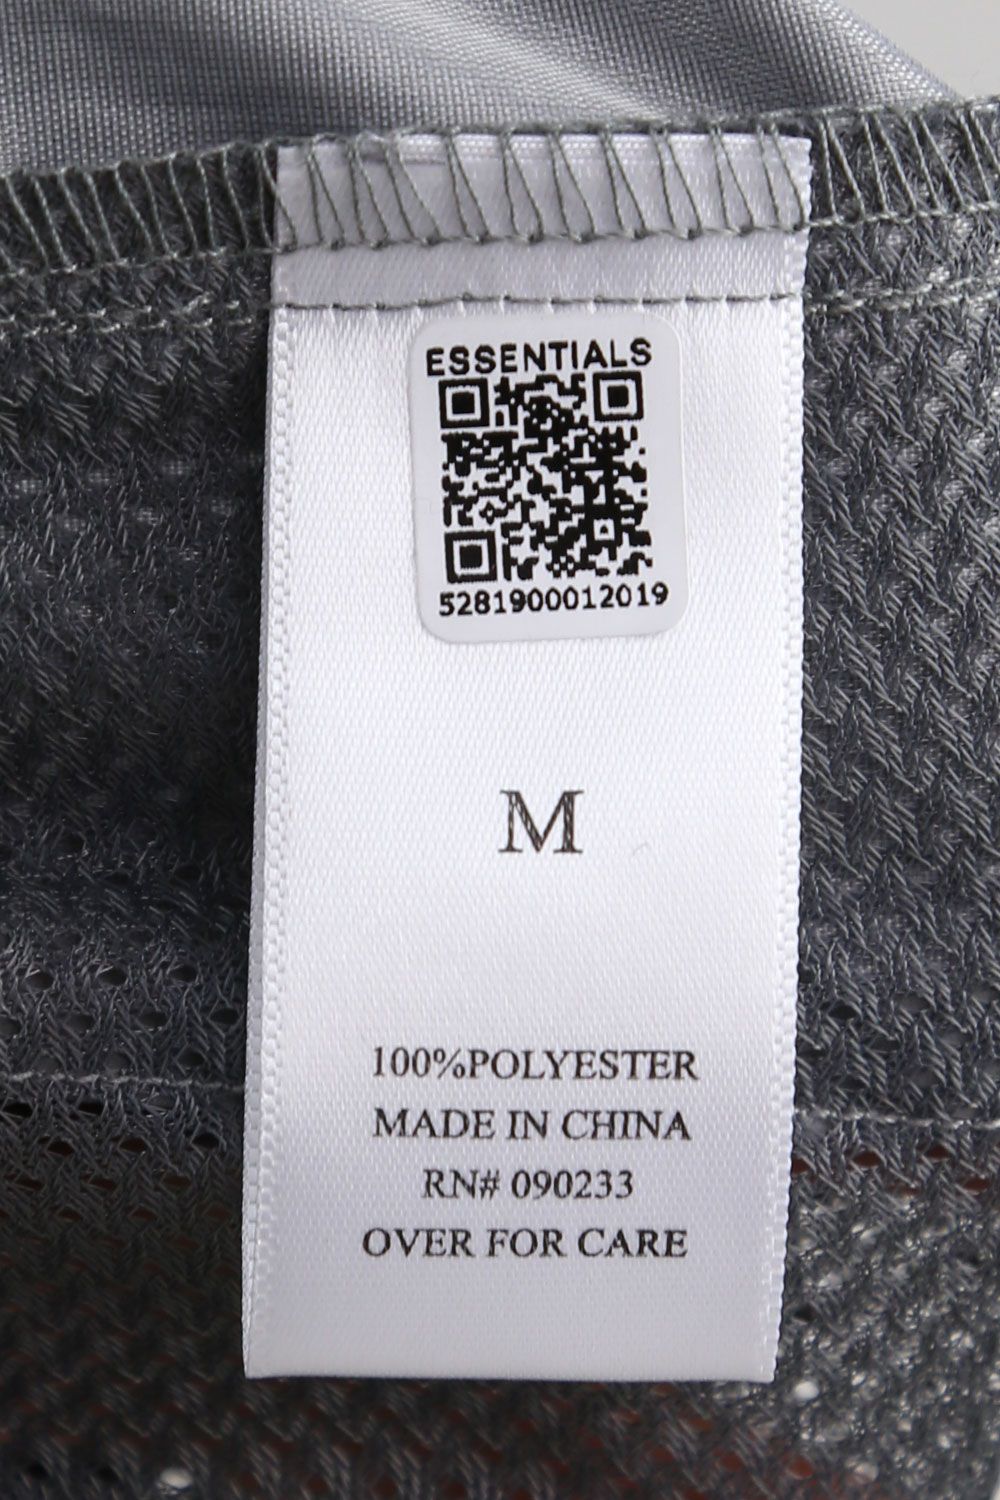 ESSENTIALS
5281900012019
M
100%POLYESTER
MADE IN CHINA
RN# 090233
OVER FOR CARE